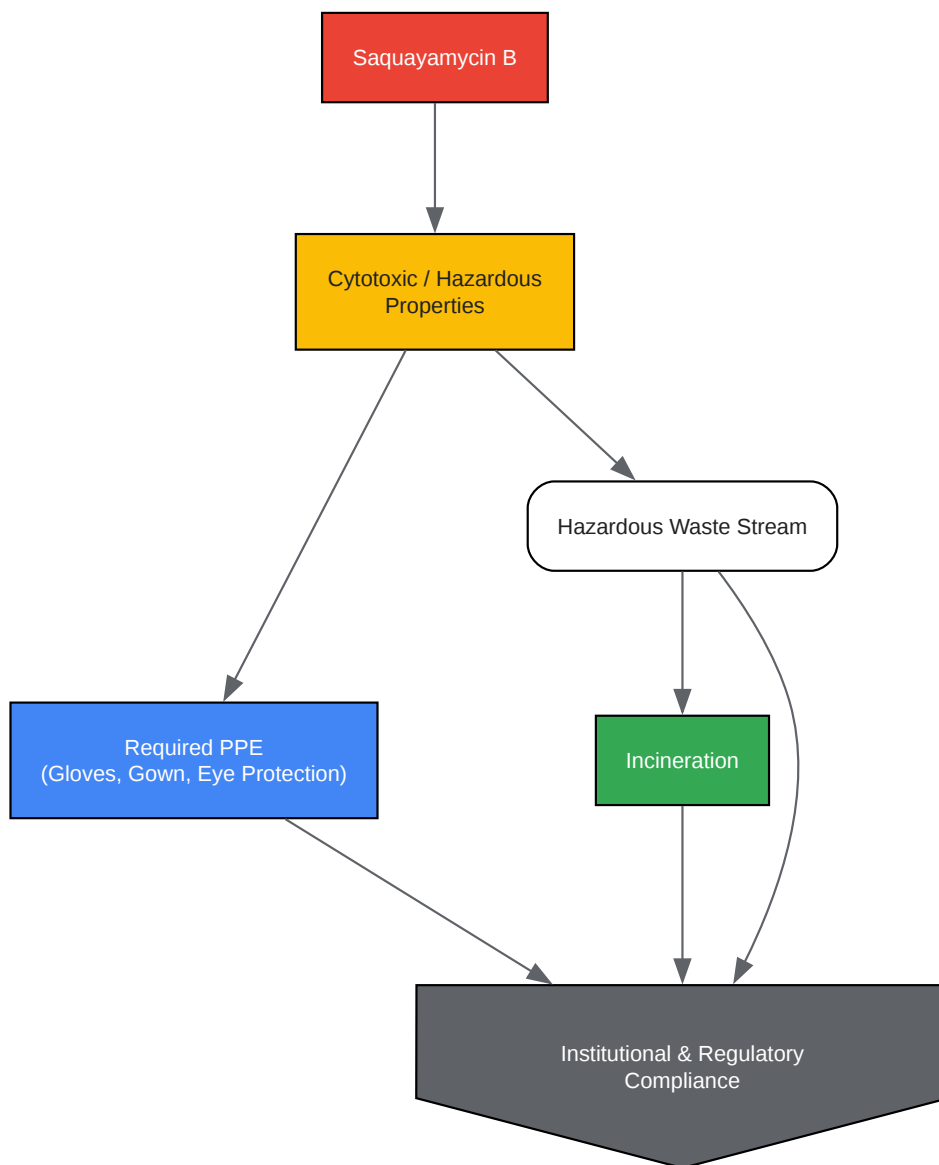 Saquayamycin B
Cytotoxic / Hazardous
Properties
Hazardous Waste Stream
Required PPE
(Gloves, Gown, Eye Protection)
Incineration
Institutional & Regulatory
Compliance